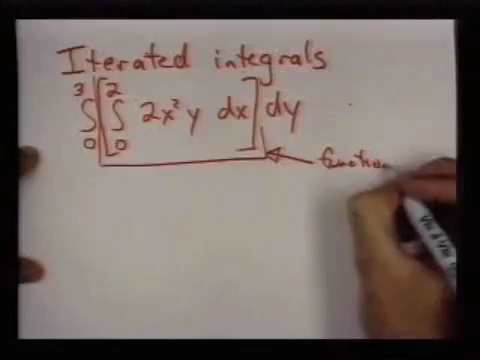 Iterated integrals
∫₀³ [∫₀² 2x²y dx] dy
function